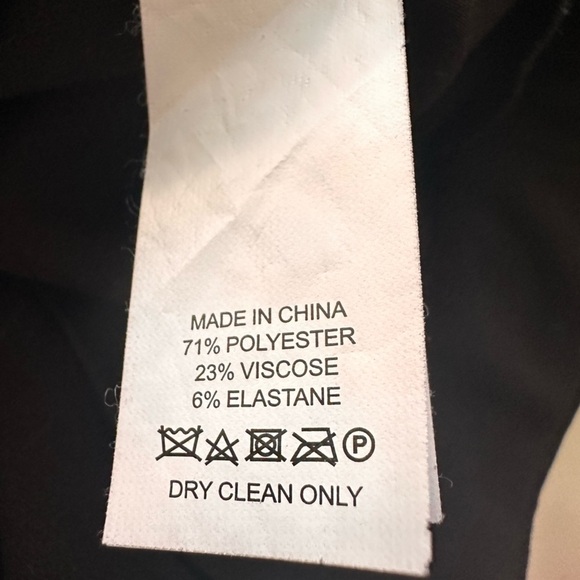 MADE IN CHINA
71% POLYESTER
23% VISCOSE
6% ELASTANE
P
DRY CLEAN ONLY